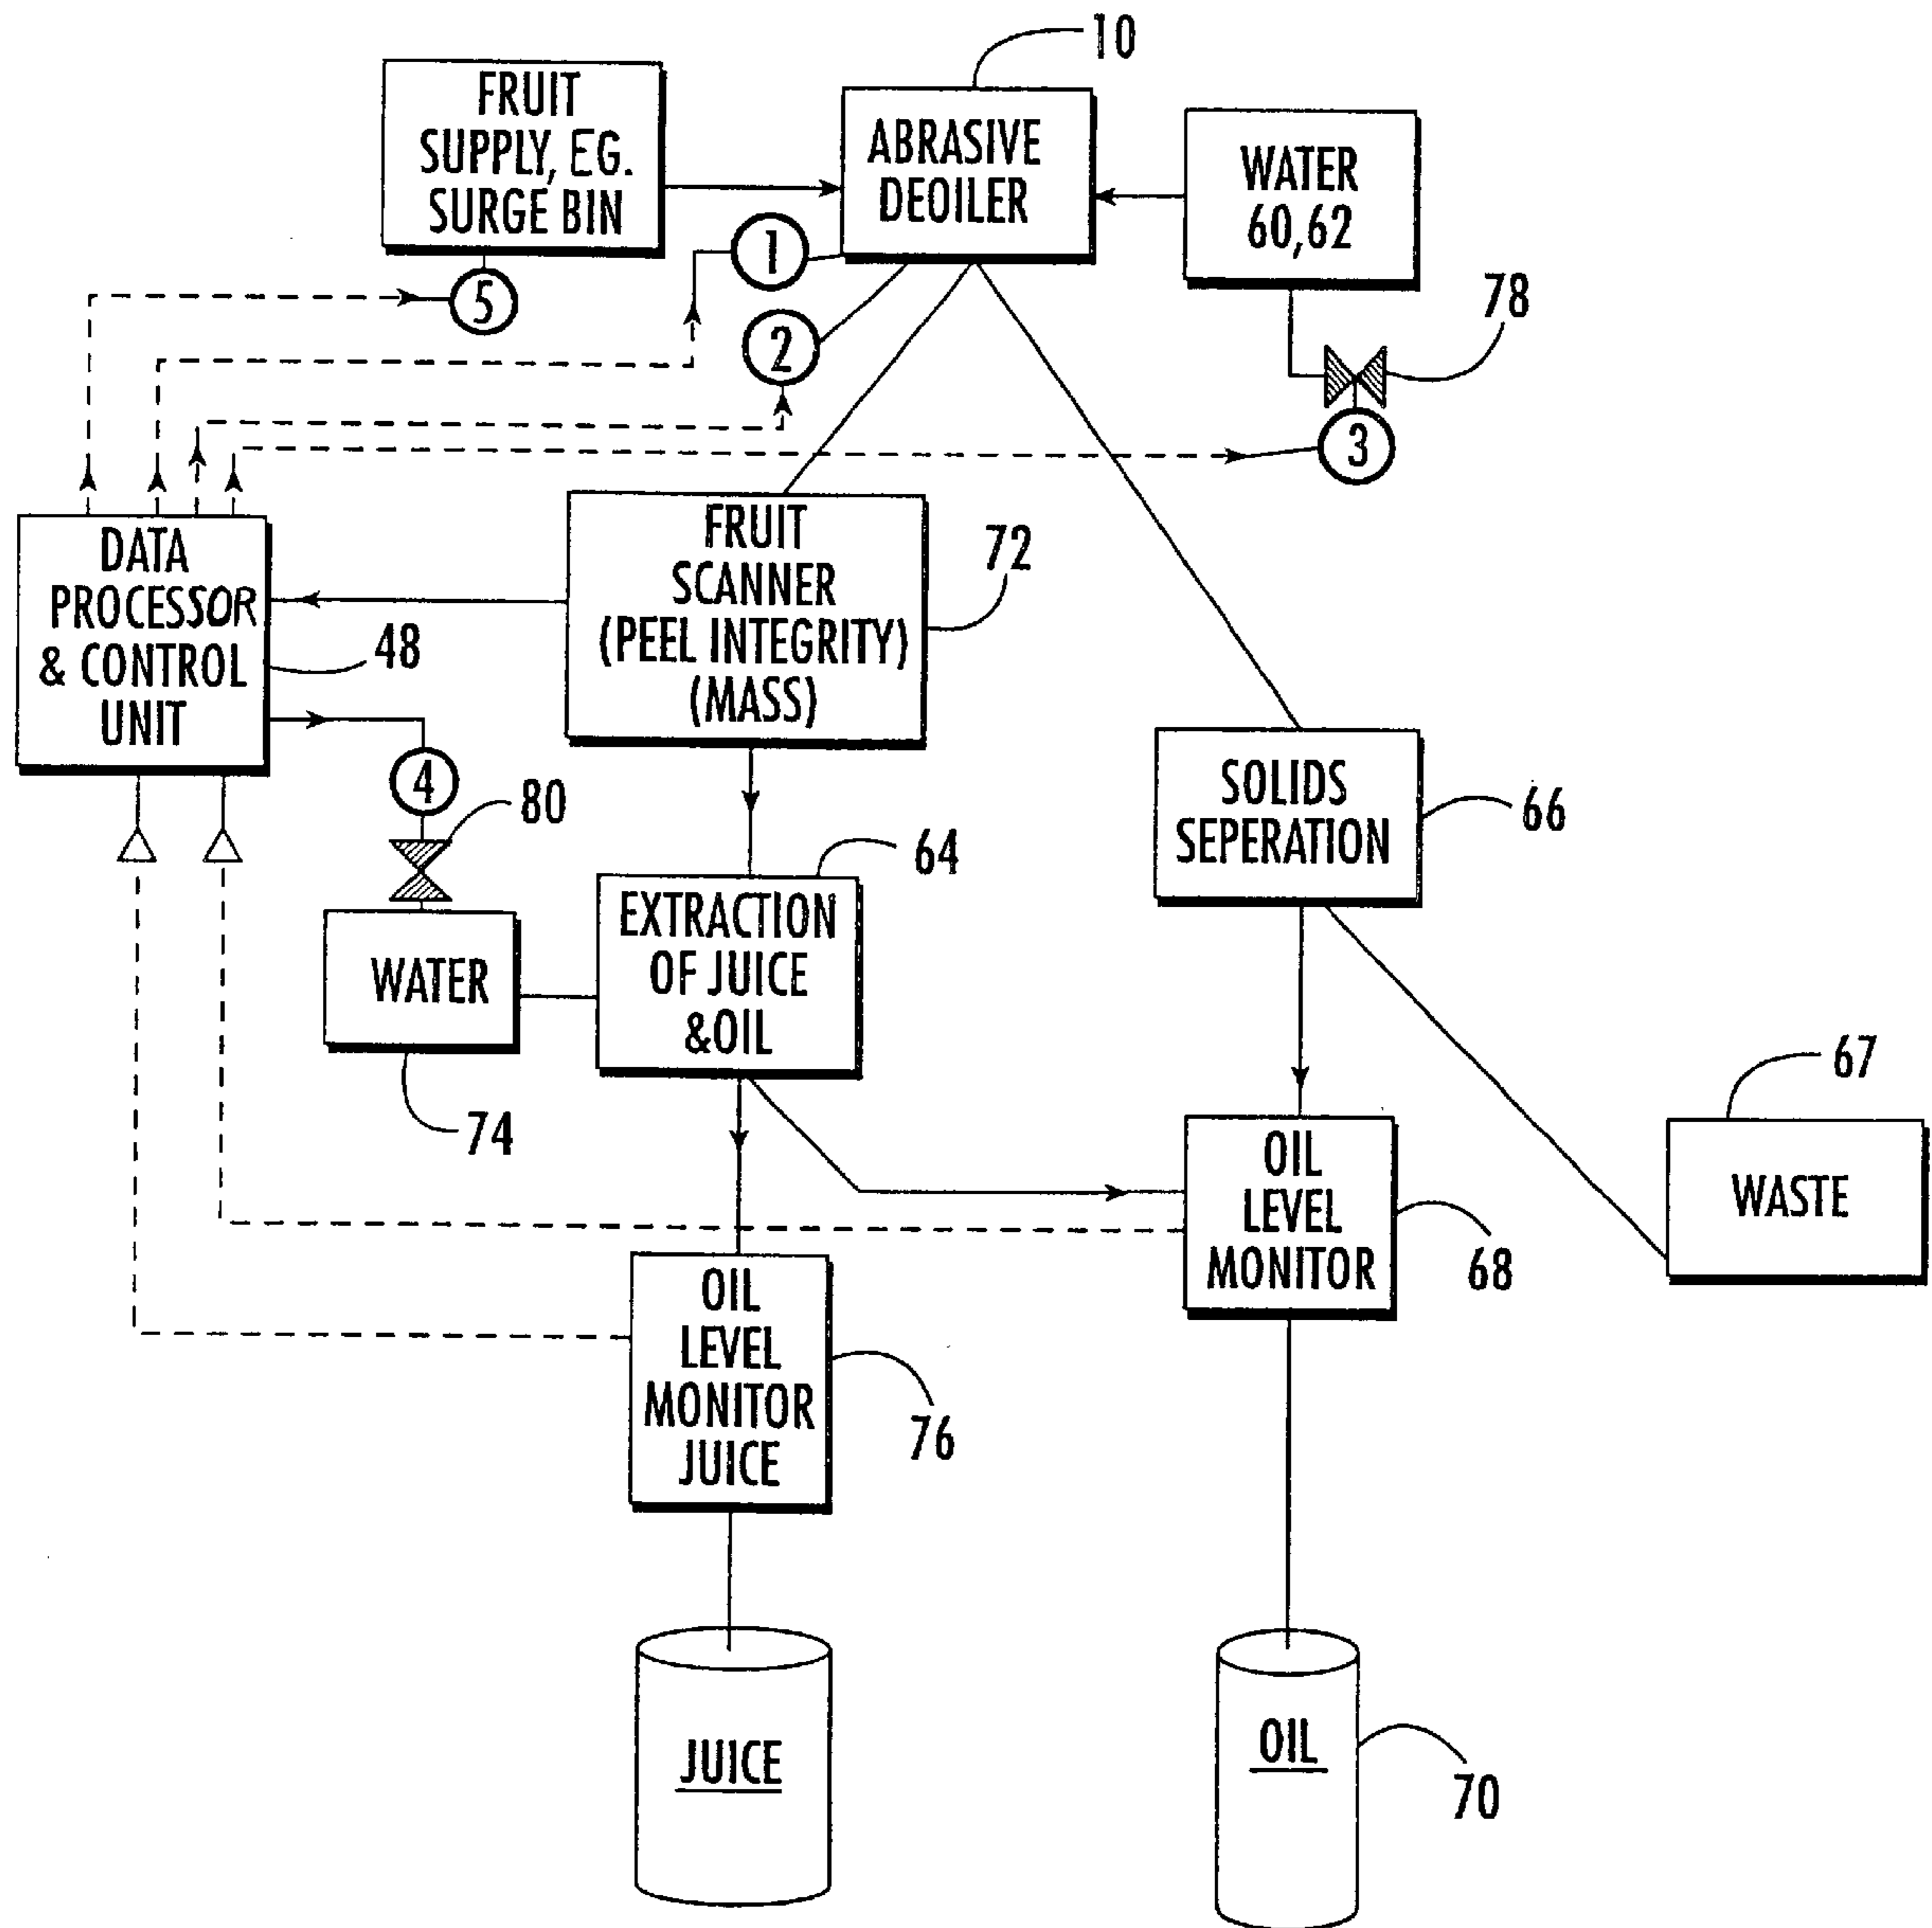 10
FRUIT
SUPPLY, EG.
SURGE BIN
ABRASIVE
DEOILER
WATER
60,62
1
5
2
78
3
DATA
PROCESSOR
& CONTROL
UNIT
48
FRUIT
SCANNER
(PEEL INTEGRITY)
(MASS)
72
4
80
SOLIDS
SEPERATION
66
64
EXTRACTION
OF JUICE
&OIL
WATER
74
67
WASTE
OIL
LEVEL
MONITOR
68
OIL
LEVEL
MONITOR
JUICE
76
JUICE
OIL
70